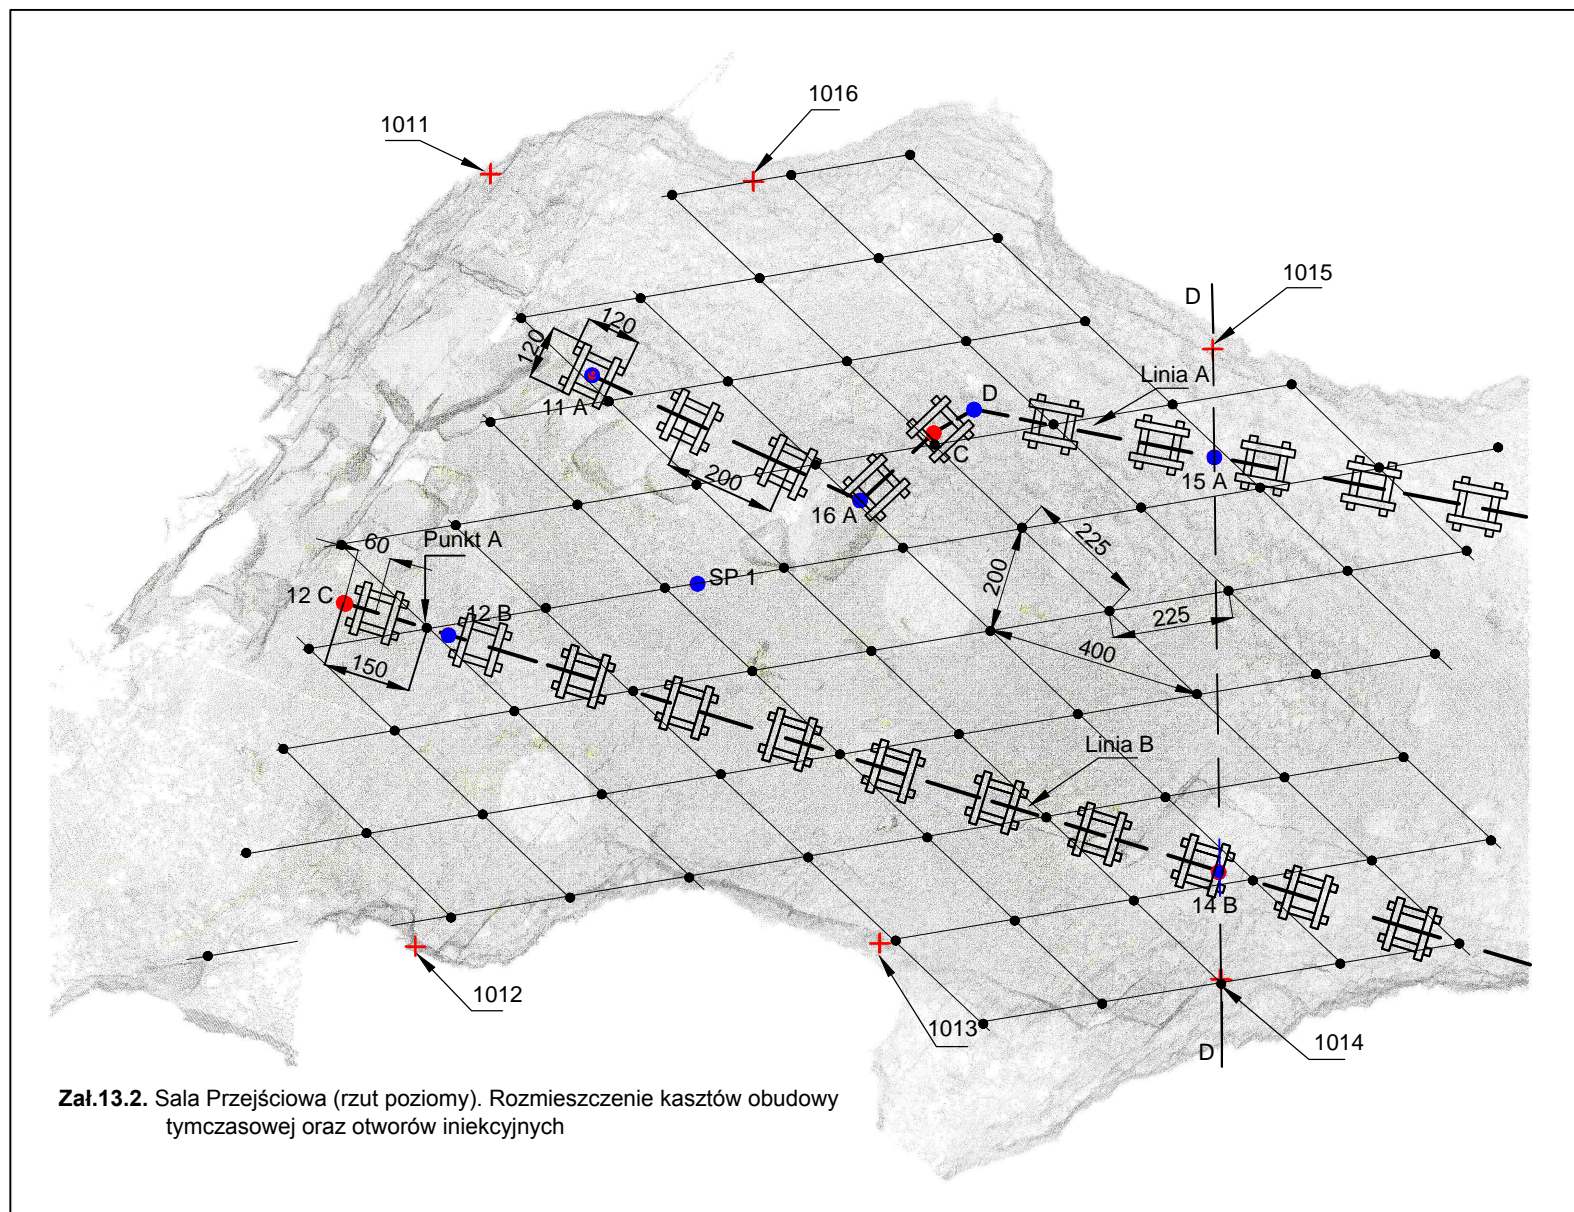 1016
1011
1015
D
120
120
Linia A
D
11 A
C
200
15 A
16 A
60
Punkt A
225
200
SP 1
12 C
12 B
225
400
150
Linia B
14 B
1012
1013
1014
D
Zał.13.2. Sala Przejściowa (rzut poziomy). Rozmieszczenie kasztów obudowy
tymczasowej oraz otworów iniekcyjnych